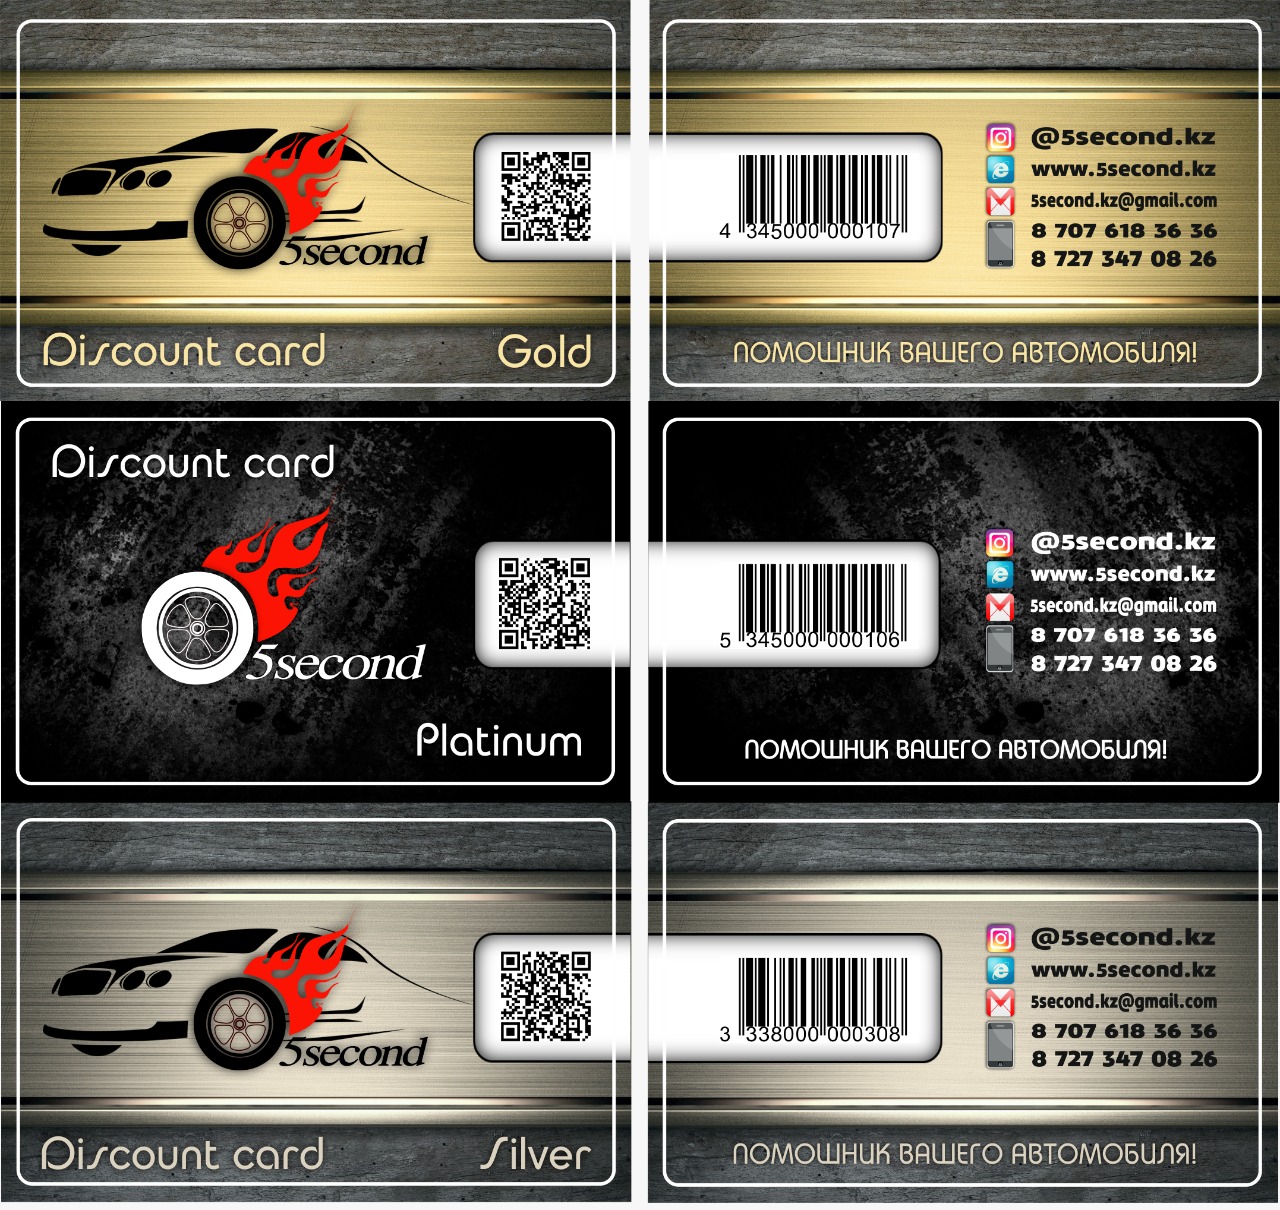 5second
Discount card
Gold
4 345000 000107
@5second.kz
www.5second.kz
5second.kz@gmail.com
8 707 618 36 36
8 727 347 08 26
ПОМОШНИК ВАШЕГО АВТОМОБИЛЯ!
Discount card
5second
Platinum
5 345000 000106
@5second.kz
www.5second.kz
5second.kz@gmail.com
8 707 618 36 36
8 727 347 08 26
ПОМОШНИК ВАШЕГО АВТОМОБИЛЯ!
5second
Discount card
Silver
3 338000 000308
@5second.kz
www.5second.kz
5second.kz@gmail.com
8 707 618 36 36
8 727 347 08 26
ПОМОШНИК ВАШЕГО АВТОМОБИЛЯ!